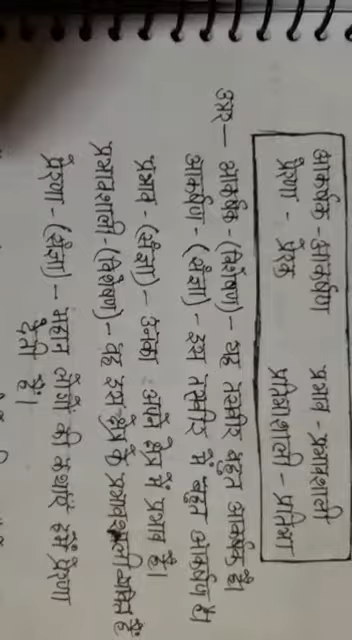 आकर्षक - आकर्षण प्रभाव - प्रभावशाली
प्रेरणा - प्रेरक प्रतिभाशाली - प्रतिभा
उत्तर — आकर्षक - (विशेषण) - यह तस्वीर बहुत आकर्षक है।
आकर्षण - (संज्ञा) - इस तस्वीर में बहुत आकर्षण है।
प्रभाव - (संज्ञा) - उनका अपने क्षेत्र में प्रभाव है।
प्रभावशाली - (विशेषण) - वह इस क्षेत्र के प्रभावशाली व्यक्ति हैं
प्रेरणा - (संज्ञा) - महान लोगों की कथाएँ हमें प्रेरणा
देती हैं।